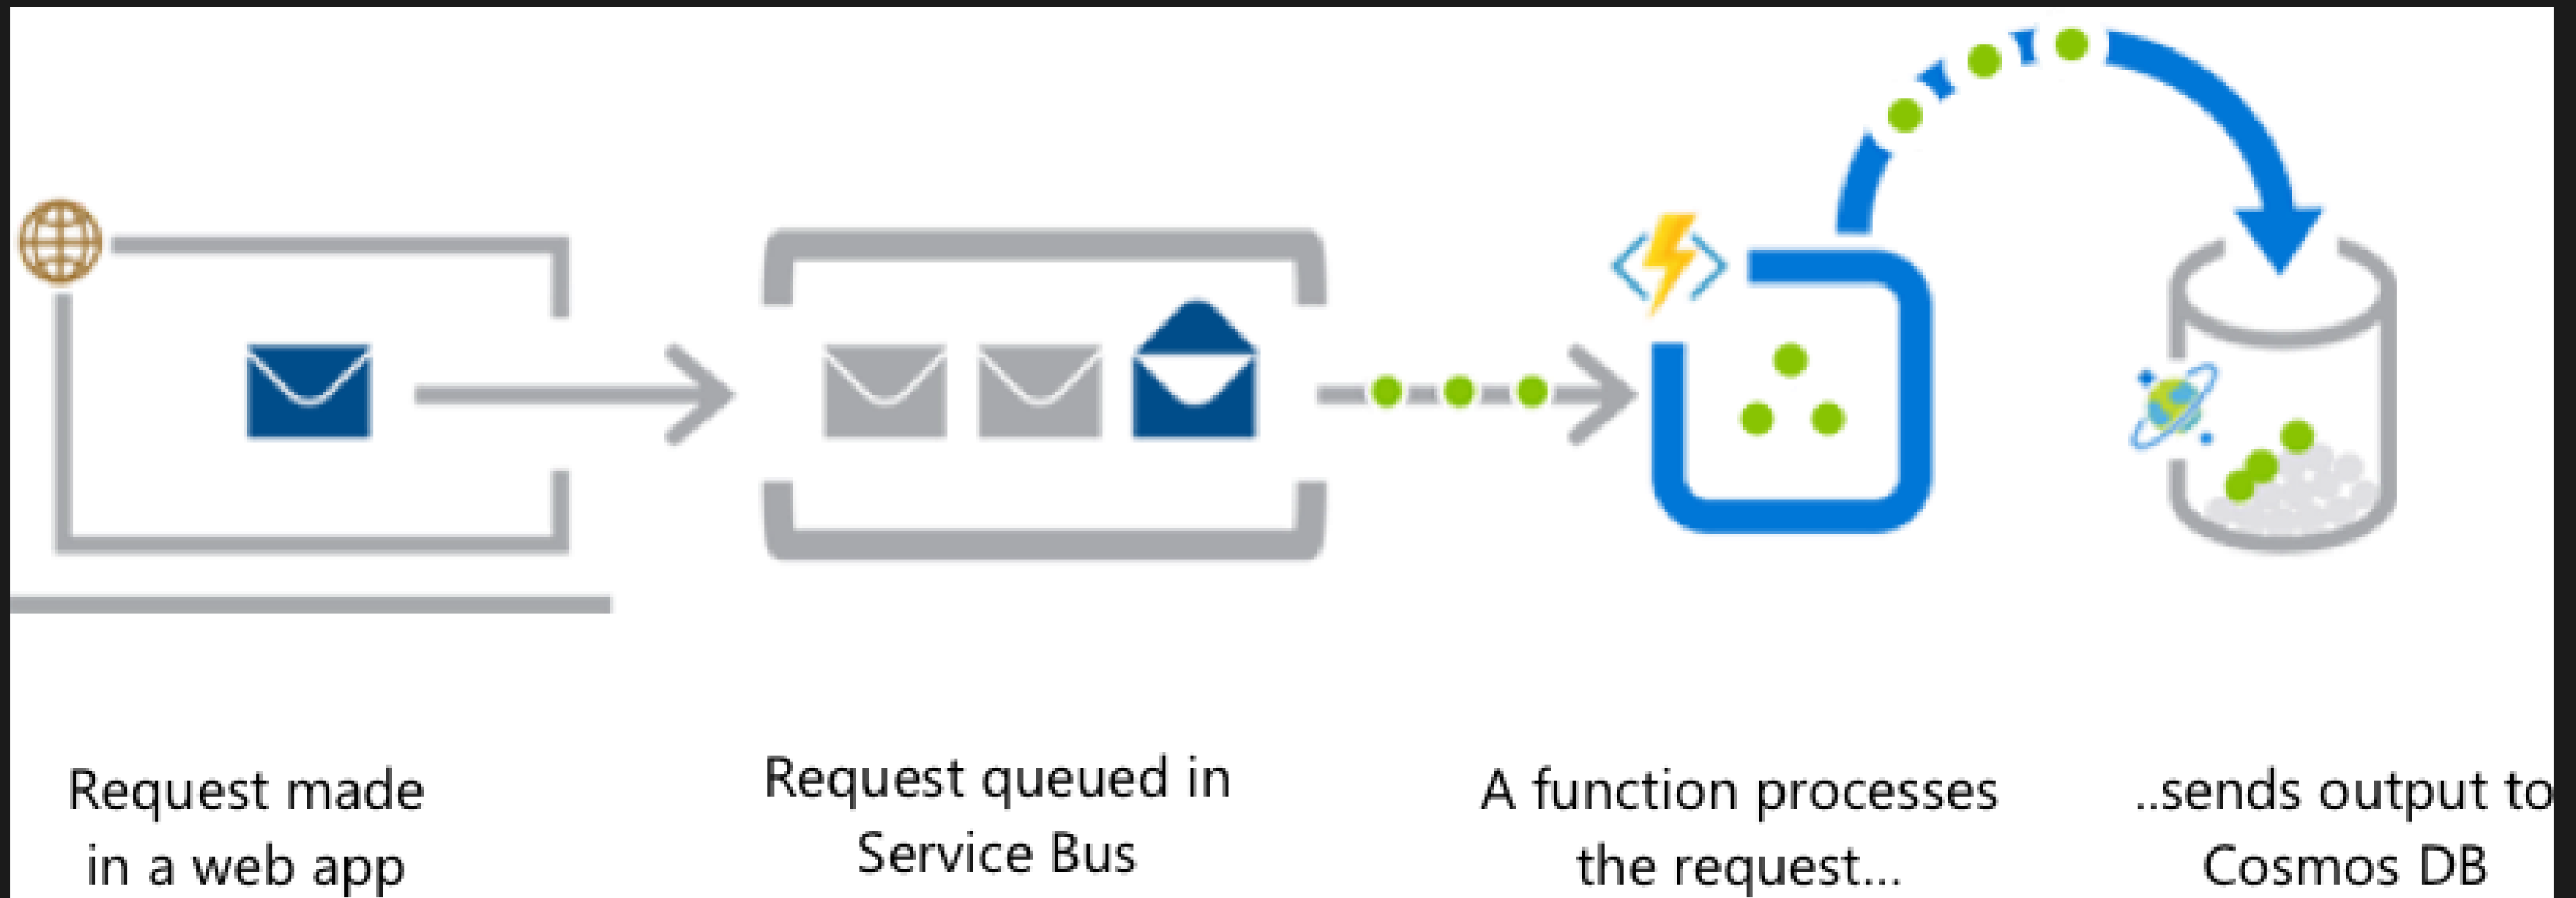 Request made
in a web app
Request queued in
Service Bus
A function processes
the request...
..sends output to
Cosmos DB